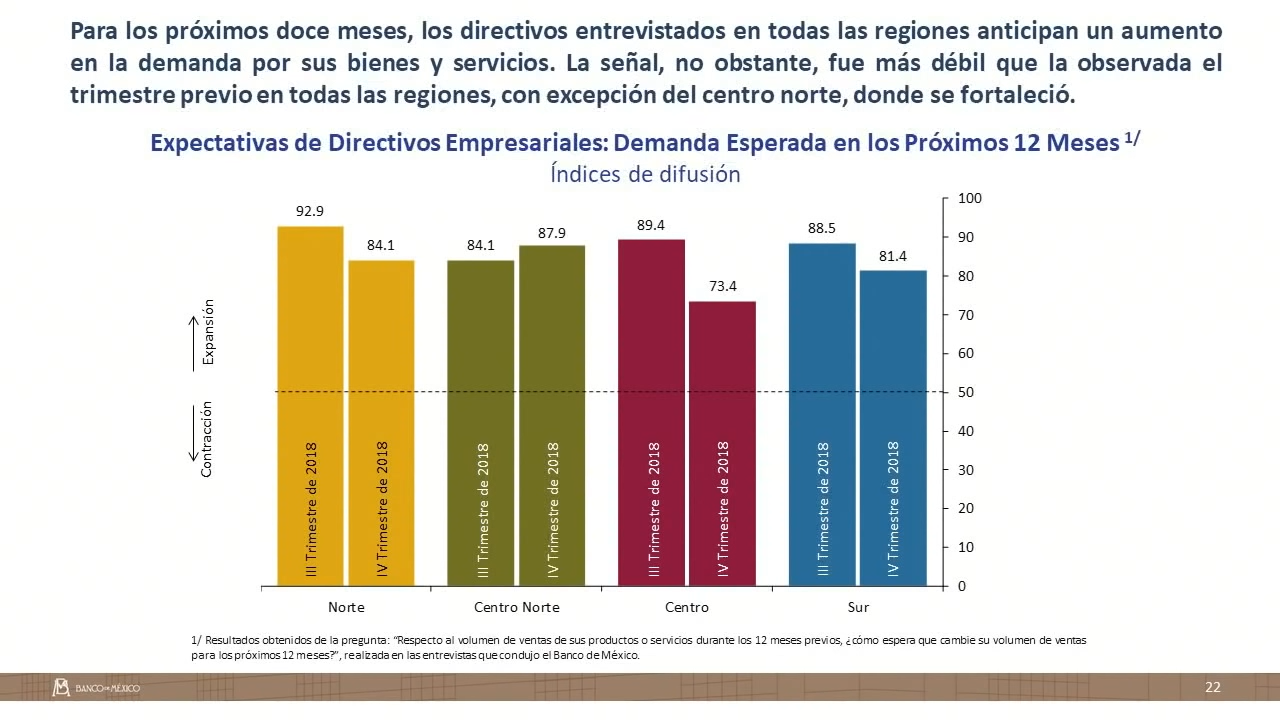 Para los próximos doce meses, los directivos entrevistados en todas las regiones anticipan un aumento
en la demanda por sus bienes y servicios. La señal, no obstante, fue más débil que la observada el
trimestre previo en todas las regiones, con excepción del centro norte, donde se fortaleció.
Expectativas de Directivos Empresariales: Demanda Esperada en los Próximos 12 Meses 1/
Índices de difusión
92.9
84.1
84.1
87.9
89.4
73.4
88.5
81.4
100
90
80
70
60
50
40
30
20
10
0
Expansión
Contracción
III Trimestre de 2018
IV Trimestre de 2018
III Trimestre de 2018
IV Trimestre de 2018
III Trimestre de 2018
IV Trimestre de 2018
III Trimestre de 2018
IV Trimestre de 2018
Norte
Centro Norte
Centro
Sur
1/ Resultados obtenidos de la pregunta: “Respecto al volumen de ventas de sus productos o servicios durante los 12 meses previos, ¿cómo espera que cambie su volumen de ventas
para los próximos 12 meses?”, realizada en las entrevistas que condujo el Banco de México.
BANCO DE MÉXICO
22